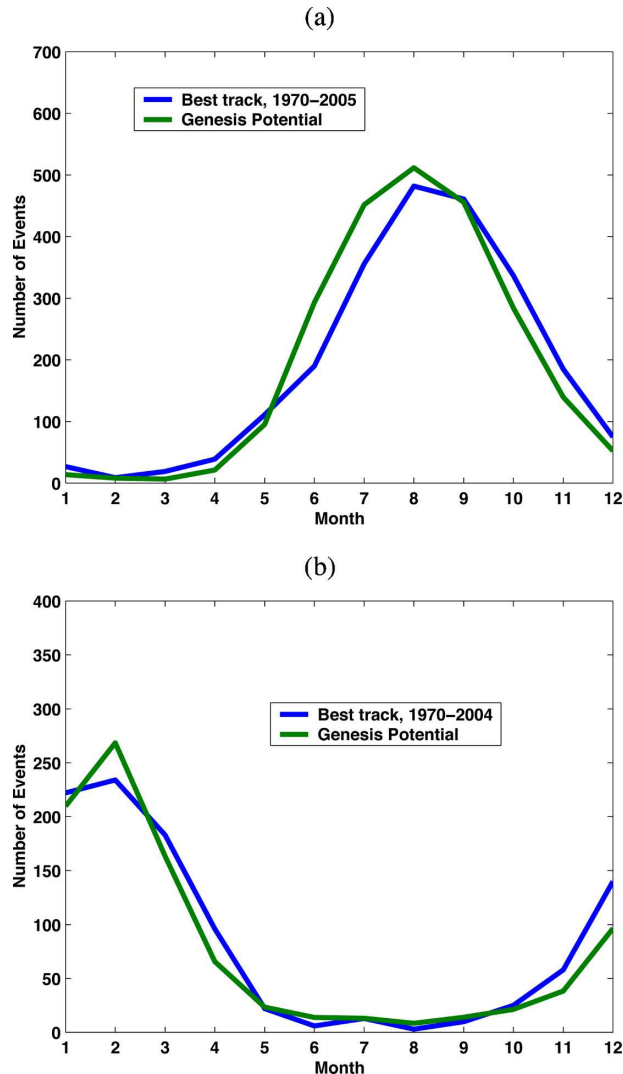 (a)
700
600
500
400
300
200
100
0
Number of Events
Best track, 1970–2005
Genesis Potential
1 2 3 4 5 6 7 8 9 10 11 12
Month
(b)
400
350
300
250
200
150
100
50
0
Number of Events
Best track, 1970–2004
Genesis Potential
1 2 3 4 5 6 7 8 9 10 11 12
Month